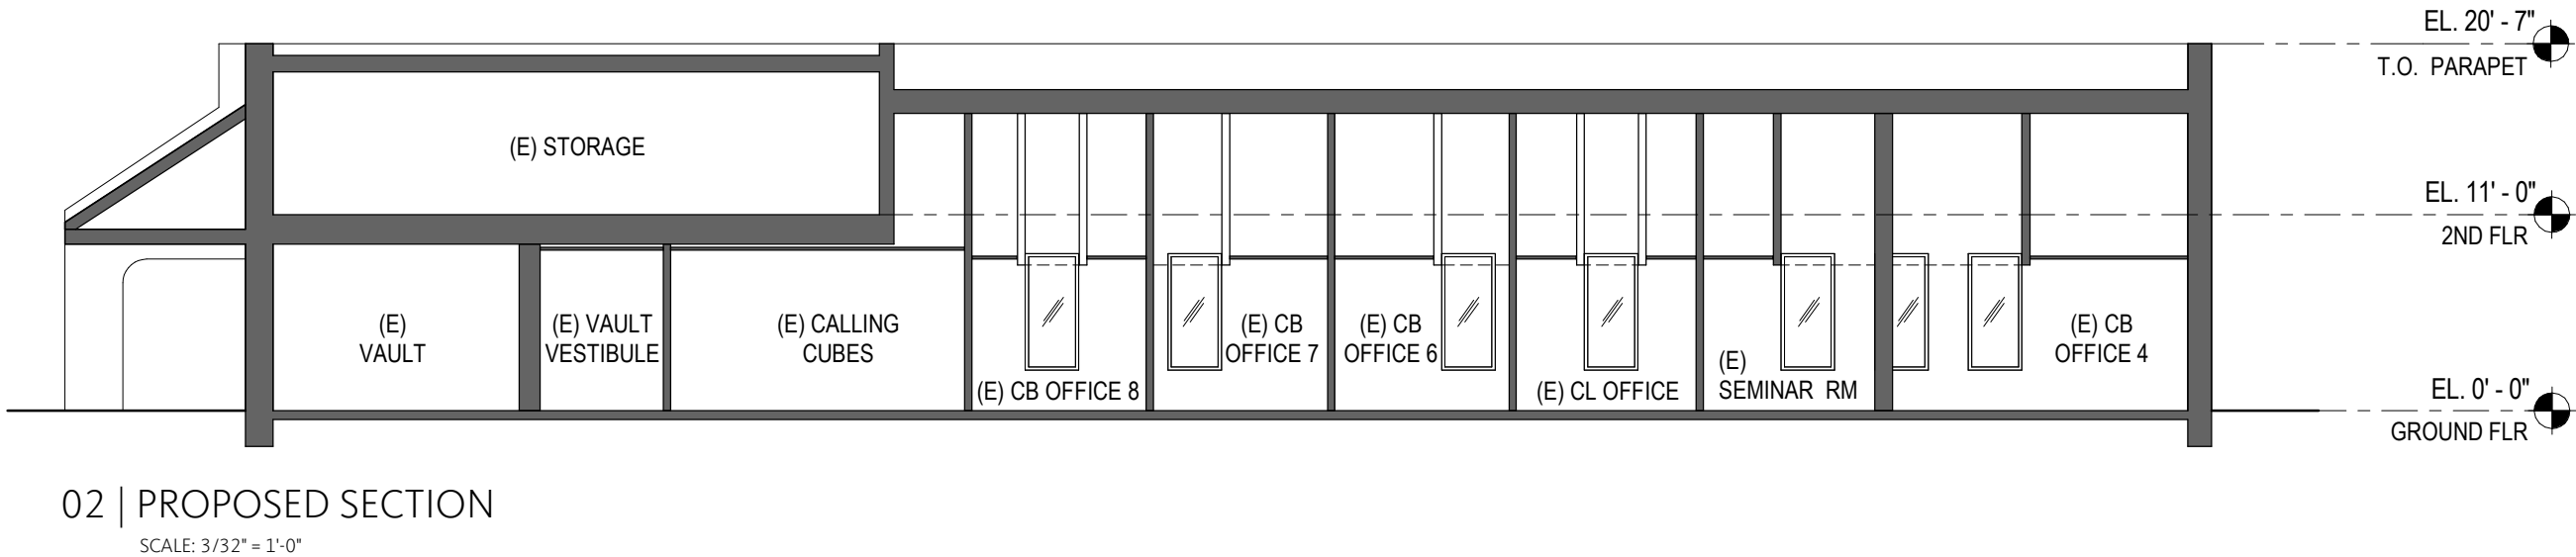 EL. 20' - 7"
T.O. PARAPET
(E) STORAGE
EL. 11' - 0"
2ND FLR
(E)
VAULT
(E) VAULT
VESTIBULE
(E) CALLING
CUBES
(E) CB OFFICE 8
(E) CB
OFFICE 7
(E) CB
OFFICE 6
(E) CL OFFICE
(E)
SEMINAR RM
(E) CB
OFFICE 4
EL. 0' - 0"
GROUND FLR
02 | PROPOSED SECTION
SCALE: 3/32" = 1'-0"